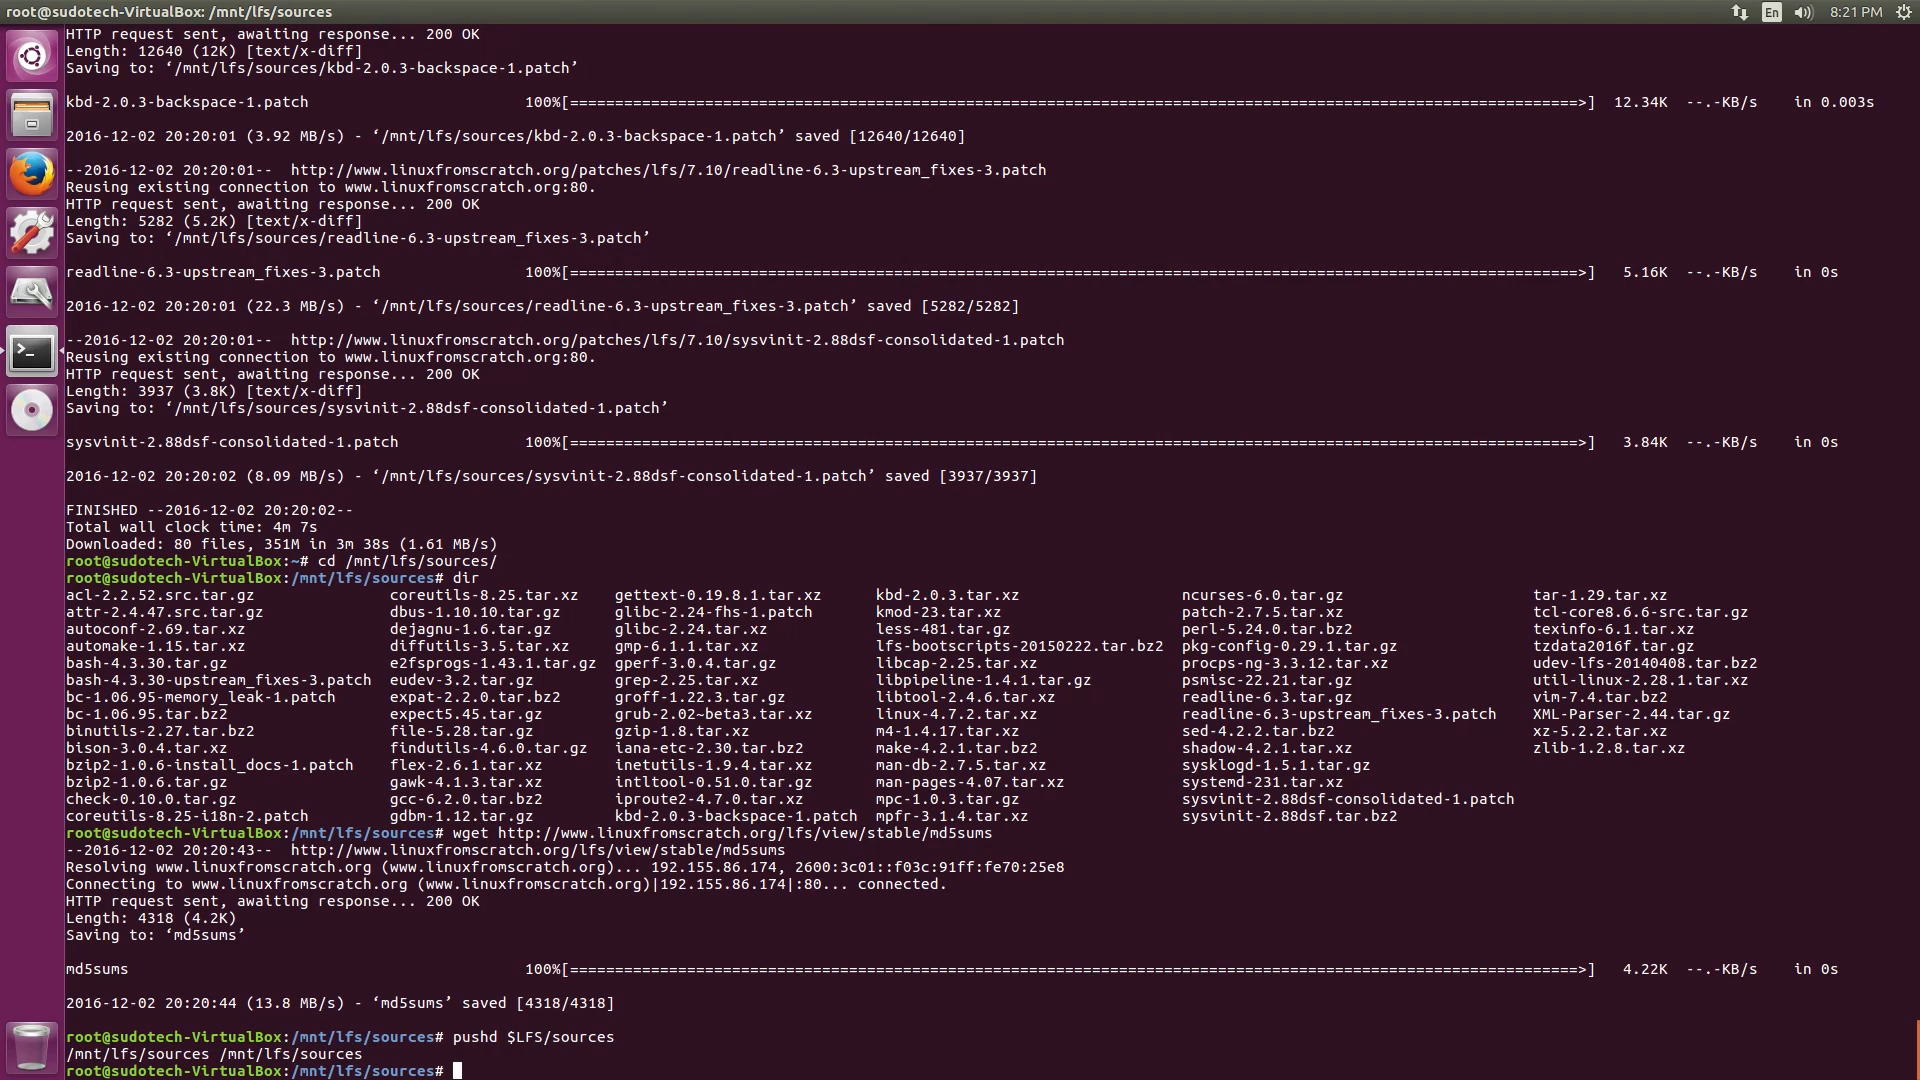 root@sudotech-VirtualBox: /mnt/lfs/sources
En
8:21 PM
HTTP request sent, awaiting response... 200 OK
Length: 12640 (12K) [text/x-diff]
Saving to: ‘/mnt/lfs/sources/kbd-2.0.3-backspace-1.patch’
kbd-2.0.3-backspace-1.patch 100%[================================================================================================================>] 12.34K --.-KB/s in 0.003s
2016-12-02 20:20:01 (3.92 MB/s) - ‘/mnt/lfs/sources/kbd-2.0.3-backspace-1.patch’ saved [12640/12640]
--2016-12-02 20:20:01-- http://www.linuxfromscratch.org/patches/lfs/7.10/readline-6.3-upstream_fixes-3.patch
Reusing existing connection to www.linuxfromscratch.org:80.
HTTP request sent, awaiting response... 200 OK
Length: 5282 (5.2K) [text/x-diff]
Saving to: ‘/mnt/lfs/sources/readline-6.3-upstream_fixes-3.patch’
readline-6.3-upstream_fixes-3.patch 100%[================================================================================================================>] 5.16K --.-KB/s in 0s
2016-12-02 20:20:01 (22.3 MB/s) - ‘/mnt/lfs/sources/readline-6.3-upstream_fixes-3.patch’ saved [5282/5282]
--2016-12-02 20:20:01-- http://www.linuxfromscratch.org/patches/lfs/7.10/sysvinit-2.88dsf-consolidated-1.patch
Reusing existing connection to www.linuxfromscratch.org:80.
HTTP request sent, awaiting response... 200 OK
Length: 3937 (3.8K) [text/x-diff]
Saving to: ‘/mnt/lfs/sources/sysvinit-2.88dsf-consolidated-1.patch’
sysvinit-2.88dsf-consolidated-1.patch 100%[================================================================================================================>] 3.84K --.-KB/s in 0s
2016-12-02 20:20:02 (8.09 MB/s) - ‘/mnt/lfs/sources/sysvinit-2.88dsf-consolidated-1.patch’ saved [3937/3937]
FINISHED --2016-12-02 20:20:02--
Total wall clock time: 4m 7s
Downloaded: 80 files, 351M in 3m 38s (1.61 MB/s)
root@sudotech-VirtualBox:~# cd /mnt/lfs/sources/
root@sudotech-VirtualBox:/mnt/lfs/sources# dir
acl-2.2.52.src.tar.gz coreutils-8.25.tar.xz gettext-0.19.8.1.tar.xz kbd-2.0.3.tar.xz ncurses-6.0.tar.gz tar-1.29.tar.xz
attr-2.4.47.src.tar.gz dbus-1.10.10.tar.gz glibc-2.24-fhs-1.patch kmod-23.tar.xz patch-2.7.5.tar.xz tcl-core8.6.6-src.tar.gz
autoconf-2.69.tar.xz dejagnu-1.6.tar.gz glibc-2.24.tar.xz less-481.tar.gz perl-5.24.0.tar.bz2 texinfo-6.1.tar.xz
automake-1.15.tar.xz diffutils-3.5.tar.xz gmp-6.1.1.tar.xz lfs-bootscripts-20150222.tar.bz2 pkg-config-0.29.1.tar.gz tzdata2016f.tar.gz
bash-4.3.30.tar.gz e2fsprogs-1.43.1.tar.gz gperf-3.0.4.tar.gz libcap-2.25.tar.xz procps-ng-3.3.12.tar.xz udev-lfs-20140408.tar.bz2
bash-4.3.30-upstream_fixes-3.patch eudev-3.2.tar.gz grep-2.25.tar.xz libpipeline-1.4.1.tar.gz psmisc-22.21.tar.gz util-linux-2.28.1.tar.xz
bc-1.06.95-memory_leak-1.patch expat-2.2.0.tar.bz2 groff-1.22.3.tar.gz libtool-2.4.6.tar.xz readline-6.3.tar.gz vim-7.4.tar.bz2
bc-1.06.95.tar.bz2 expect5.45.tar.gz grub-2.02~beta3.tar.xz linux-4.7.2.tar.xz readline-6.3-upstream_fixes-3.patch XML-Parser-2.44.tar.gz
binutils-2.27.tar.bz2 file-5.28.tar.gz gzip-1.8.tar.xz m4-1.4.17.tar.xz sed-4.2.2.tar.bz2 xz-5.2.2.tar.xz
bison-3.0.4.tar.xz findutils-4.6.0.tar.gz iana-etc-2.30.tar.bz2 make-4.2.1.tar.bz2 shadow-4.2.1.tar.xz zlib-1.2.8.tar.xz
bzip2-1.0.6-install_docs-1.patch flex-2.6.1.tar.xz inetutils-1.9.4.tar.xz man-db-2.7.5.tar.xz sysklogd-1.5.1.tar.gz
bzip2-1.0.6.tar.gz gawk-4.1.3.tar.xz intltool-0.51.0.tar.gz man-pages-4.07.tar.xz systemd-231.tar.xz
check-0.10.0.tar.gz gcc-6.2.0.tar.bz2 iproute2-4.7.0.tar.xz mpc-1.0.3.tar.gz sysvinit-2.88dsf-consolidated-1.patch
coreutils-8.25-i18n-2.patch gdbm-1.12.tar.gz kbd-2.0.3-backspace-1.patch mpfr-3.1.4.tar.xz sysvinit-2.88dsf.tar.bz2
root@sudotech-VirtualBox:/mnt/lfs/sources# wget http://www.linuxfromscratch.org/lfs/view/stable/md5sums
--2016-12-02 20:20:43-- http://www.linuxfromscratch.org/lfs/view/stable/md5sums
Resolving www.linuxfromscratch.org (www.linuxfromscratch.org)... 192.155.86.174, 2600:3c01::f03c:91ff:fe70:25e8
Connecting to www.linuxfromscratch.org (www.linuxfromscratch.org)|192.155.86.174|:80... connected.
HTTP request sent, awaiting response... 200 OK
Length: 4318 (4.2K)
Saving to: ‘md5sums’
md5sums 100%[================================================================================================================>] 4.22K --.-KB/s in 0s
2016-12-02 20:20:44 (13.8 MB/s) - ‘md5sums’ saved [4318/4318]
root@sudotech-VirtualBox:/mnt/lfs/sources# pushd $LFS/sources
/mnt/lfs/sources /mnt/lfs/sources
root@sudotech-VirtualBox:/mnt/lfs/sources#